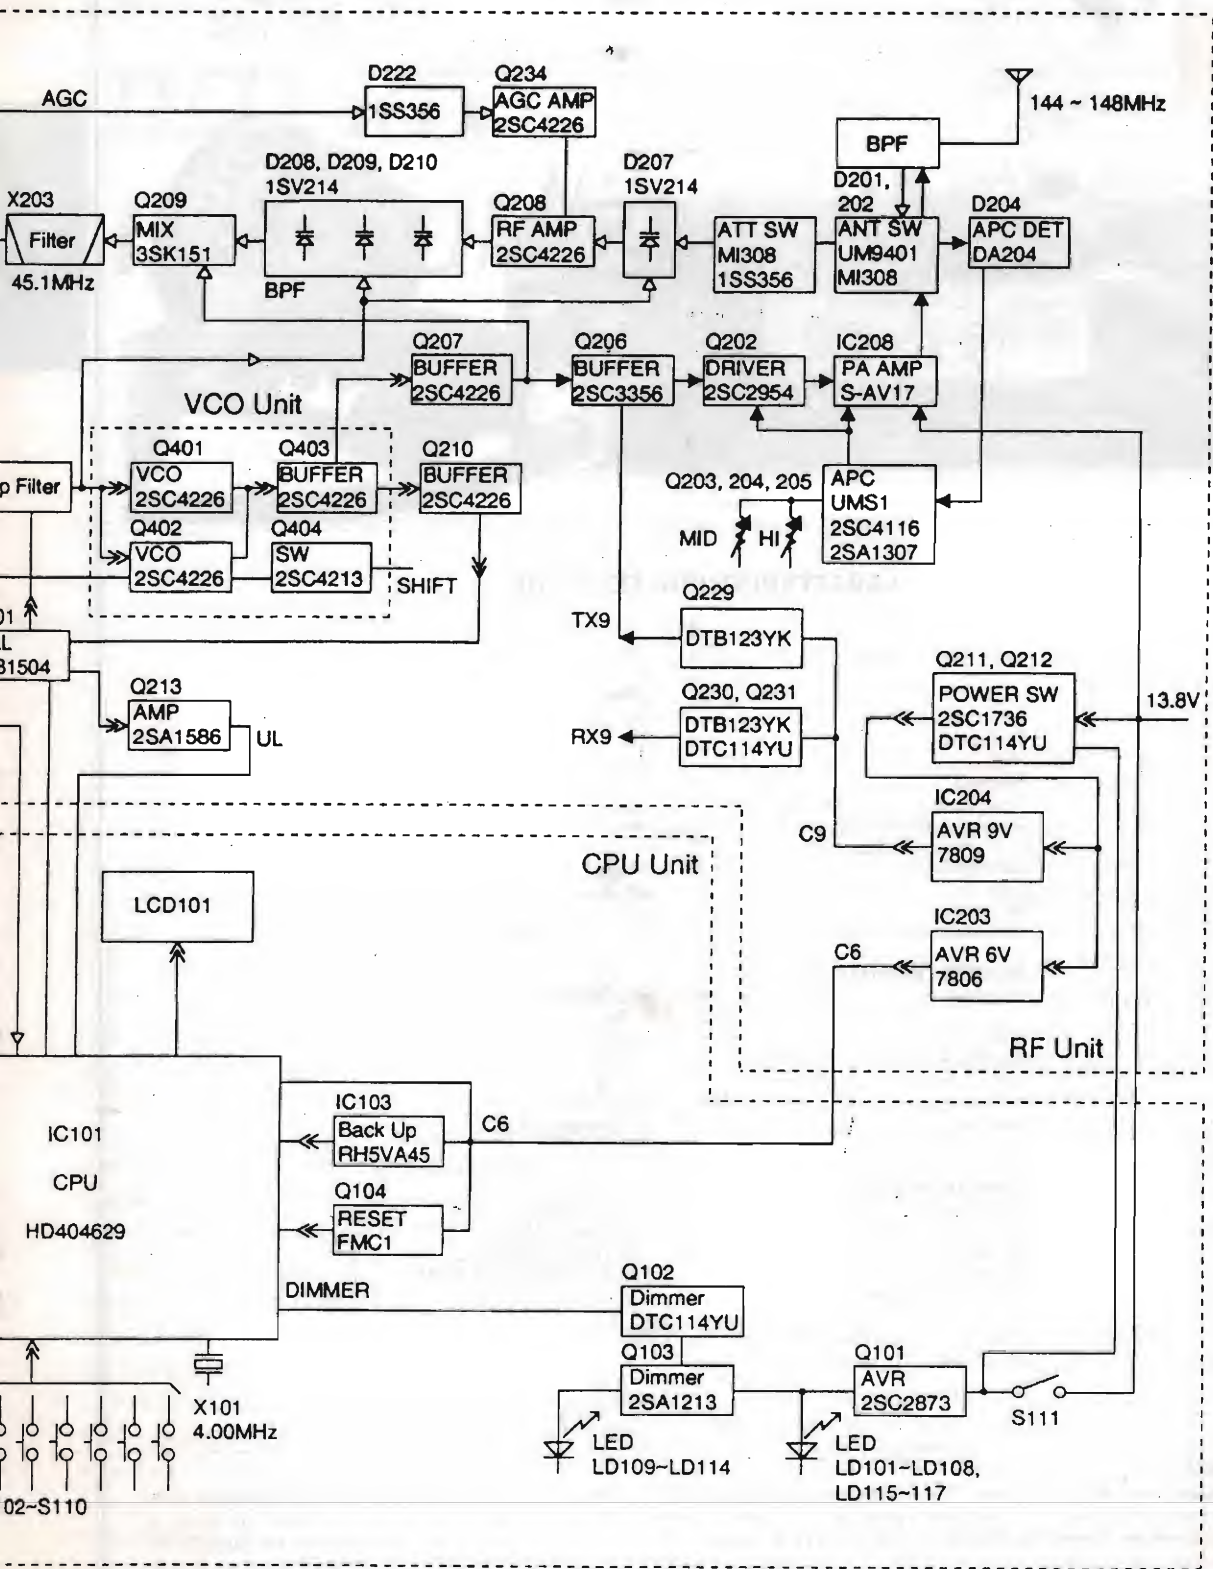 D222
Q234
AGC
1SS356
AGC AMP
2SC4226
144 ~ 148MHz
BPF
D208, D209, D210
1SV214
D207
1SV214
D201,
202
X203
Filter
45.1MHz
Q209
MIX
3SK151
BPF
Q208
RF AMP
2SC4226
ATT SW
MI308
1SS356
ANT SW
UM9401
MI308
D204
APC DET
DA204
Q207
BUFFER
2SC4226
Q206
BUFFER
2SC3356
Q202
DRIVER
2SC2954
IC208
PA AMP
S-AV17
VCO Unit
p Filter
Q401
VCO
2SC4226
Q403
BUFFER
2SC4226
Q210
BUFFER
2SC4226
Q402
VCO
2SC4226
Q404
SW
2SC4213
SHIFT
Q203, 204, 205
MID
HI
APC
UMS1
2SC4116
2SA1307
01
L
31504
Q213
AMP
2SA1586
UL
Q229
TX9
DTB123YK
Q230, Q231
RX9
DTB123YK
DTC114YU
Q211, Q212
POWER SW
2SC1736
DTC114YU
13.8V
IC204
C9
AVR 9V
7809
CPU Unit
IC203
C6
AVR 6V
7806
RF Unit
LCD101
IC101
CPU
HD404629
IC103
Back Up
RH5VA45
C6
Q104
RESET
FMC1
DIMMER
Q102
Dimmer
DTC114YU
Q103
Dimmer
2SA1213
Q101
AVR
2SC2873
S111
X101
4.00MHz
LED
LD109~LD114
LED
LD101~LD108,
LD115~117
02~S110